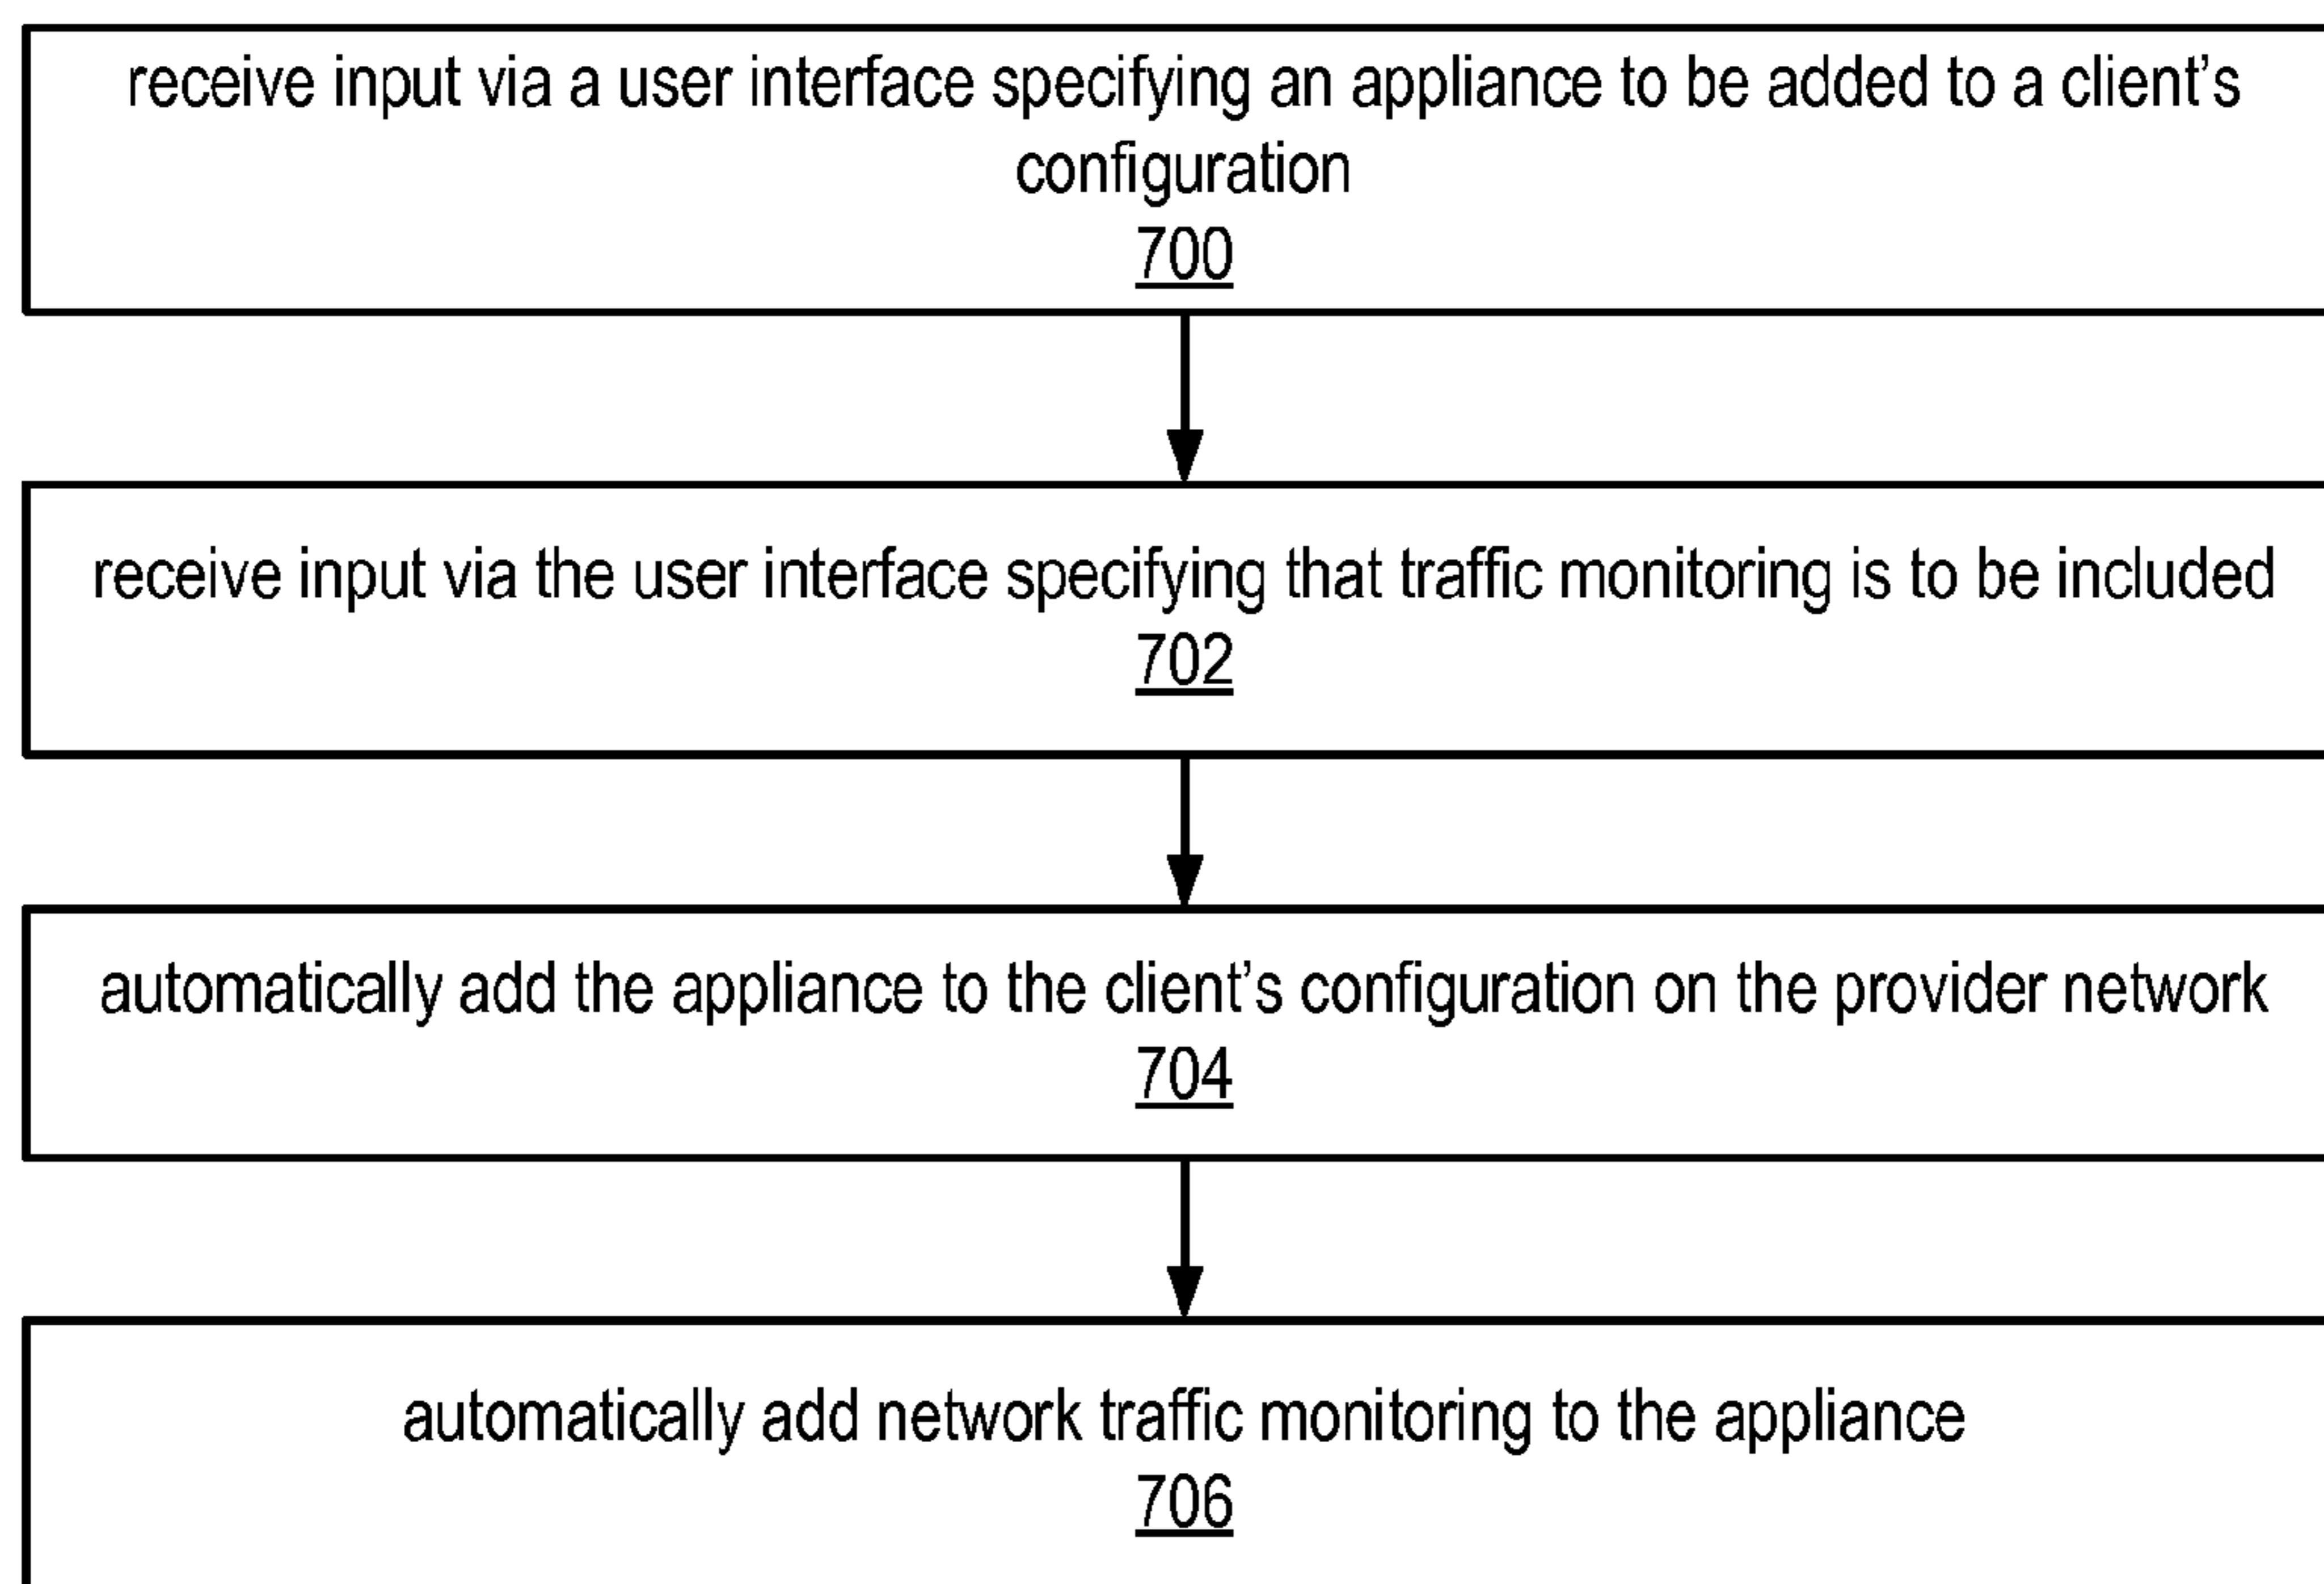 receive input via a user interface specifying an appliance to be added to a client’s
configuration
700
receive input via the user interface specifying that traffic monitoring is to be included
702
automatically add the appliance to the client’s configuration on the provider network
704
automatically add network traffic monitoring to the appliance
706